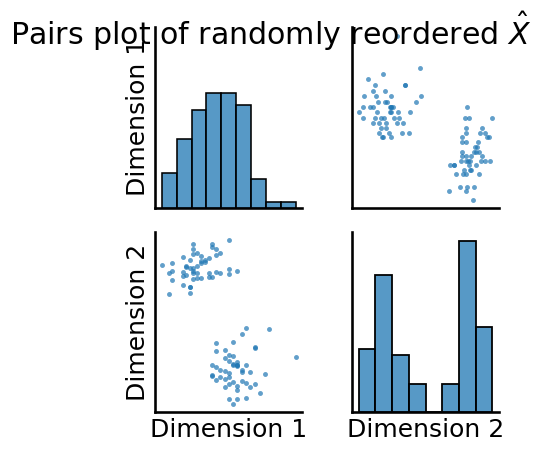 Pairs plot of randomly reordered X̂
Dimension 1
Dimension 2
Dimension 1
Dimension 2